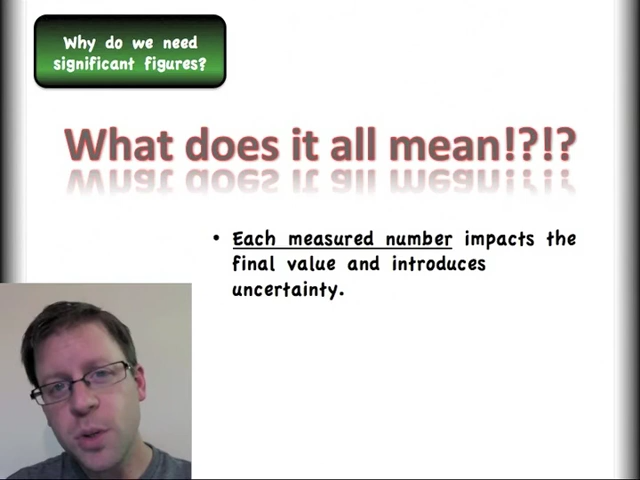 Why do we need
significant figures?
What does it all mean!?!?
• Each measured number impacts the
final value and introduces
uncertainty.